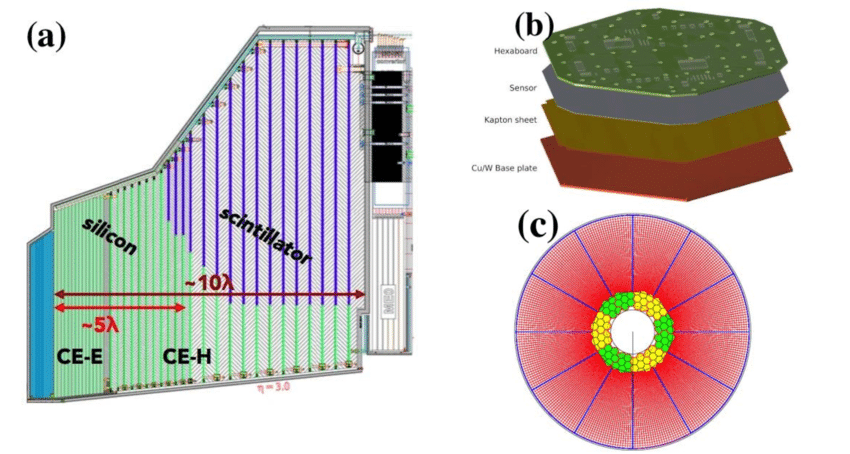 (a)
silicon
scintillator
~10λ
~5λ
CE-E
CE-H
η = 3.0
(b)
Hexaboard
Sensor
Kapton sheet
Cu/W Base plate
(c)